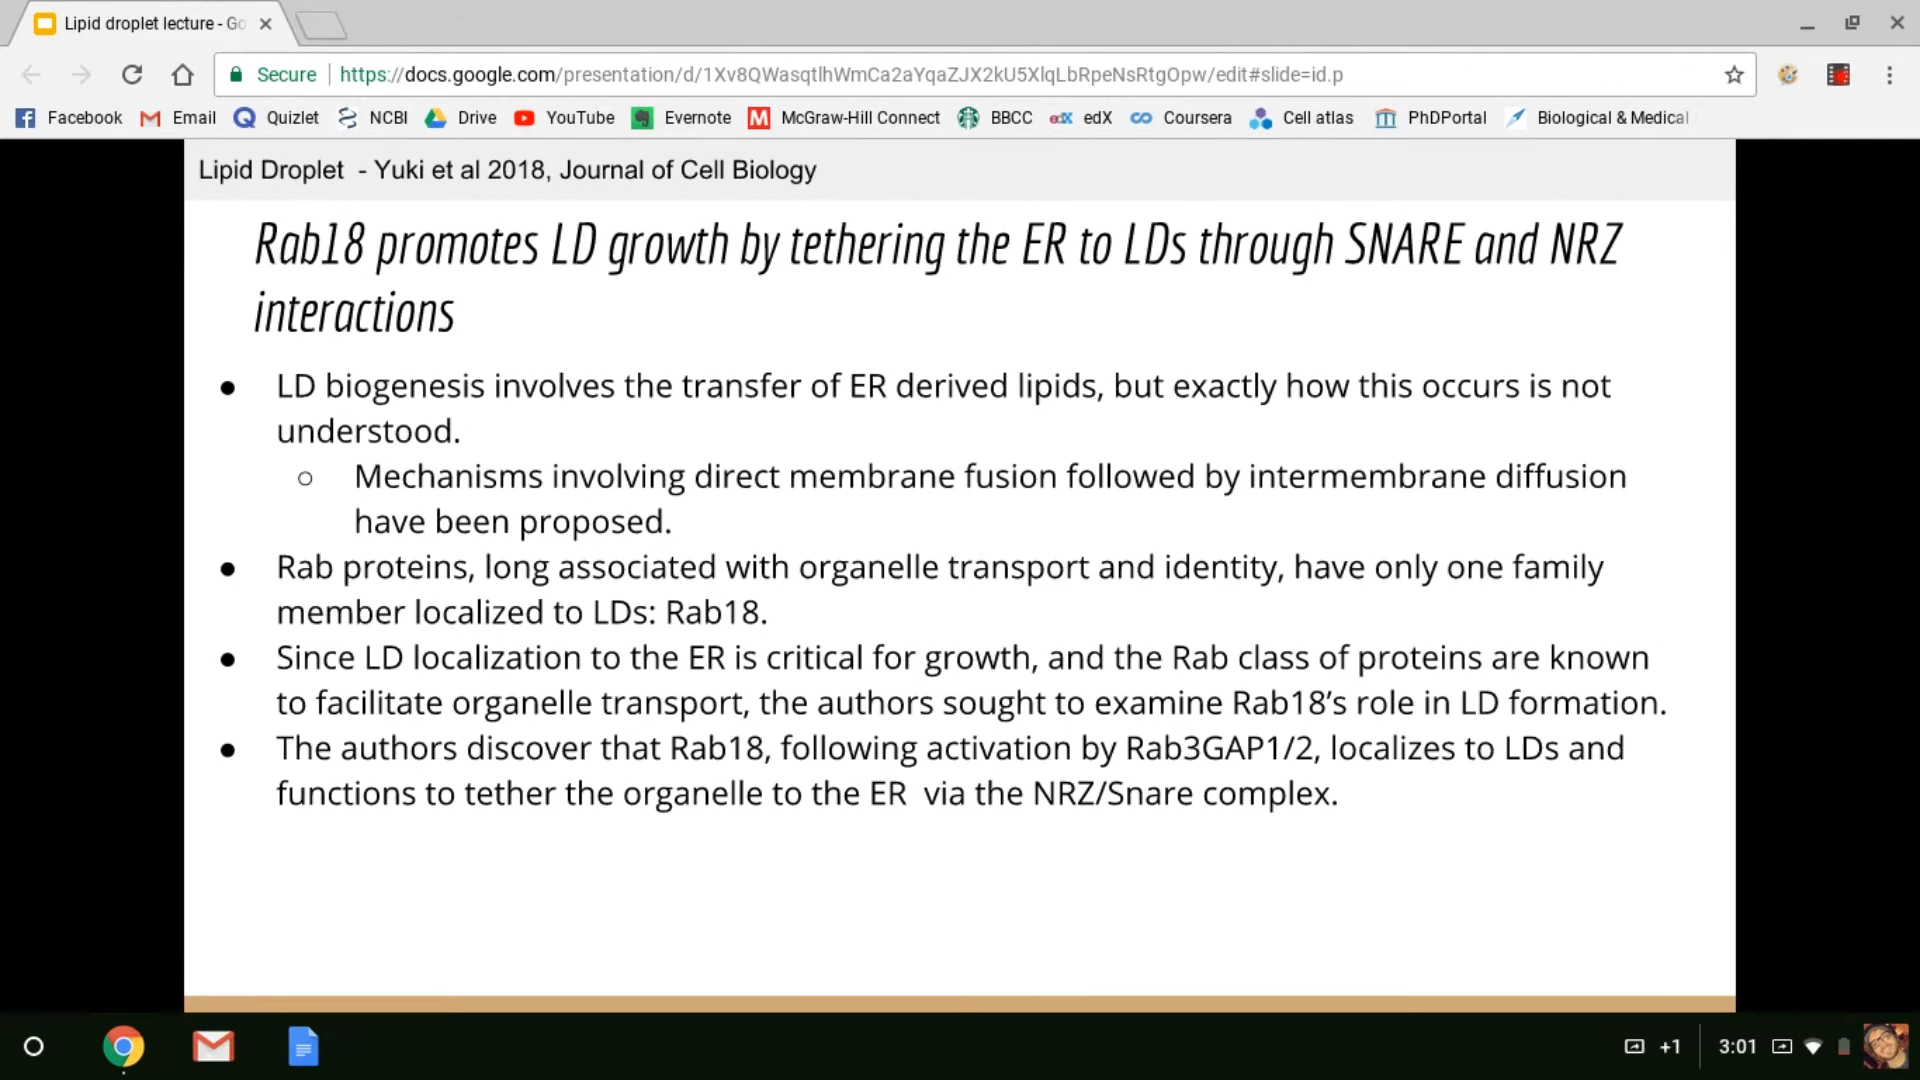 Lipid droplet lecture - Go
Secure
https://docs.google.com/presentation/d/1Xv8QWasqtlhWmCa2aYqaZJX2kU5XlqLbRpeNsRtgOpw/edit#slide=id.p
Facebook Email Quizlet NCBI Drive YouTube Evernote McGraw-Hill Connect BBCC edX Coursera Cell atlas PhDPortal Biological & Medical
Lipid Droplet - Yuki et al 2018, Journal of Cell Biology
Rab18 promotes LD growth by tethering the ER to LDs through SNARE and NRZ
interactions
● LD biogenesis involves the transfer of ER derived lipids, but exactly how this occurs is not
understood.
○ Mechanisms involving direct membrane fusion followed by intermembrane diffusion
have been proposed.
● Rab proteins, long associated with organelle transport and identity, have only one family
member localized to LDs: Rab18.
● Since LD localization to the ER is critical for growth, and the Rab class of proteins are known
to facilitate organelle transport, the authors sought to examine Rab18’s role in LD formation.
● The authors discover that Rab18, following activation by Rab3GAP1/2, localizes to LDs and
functions to tether the organelle to the ER via the NRZ/Snare complex.
+1 3:01